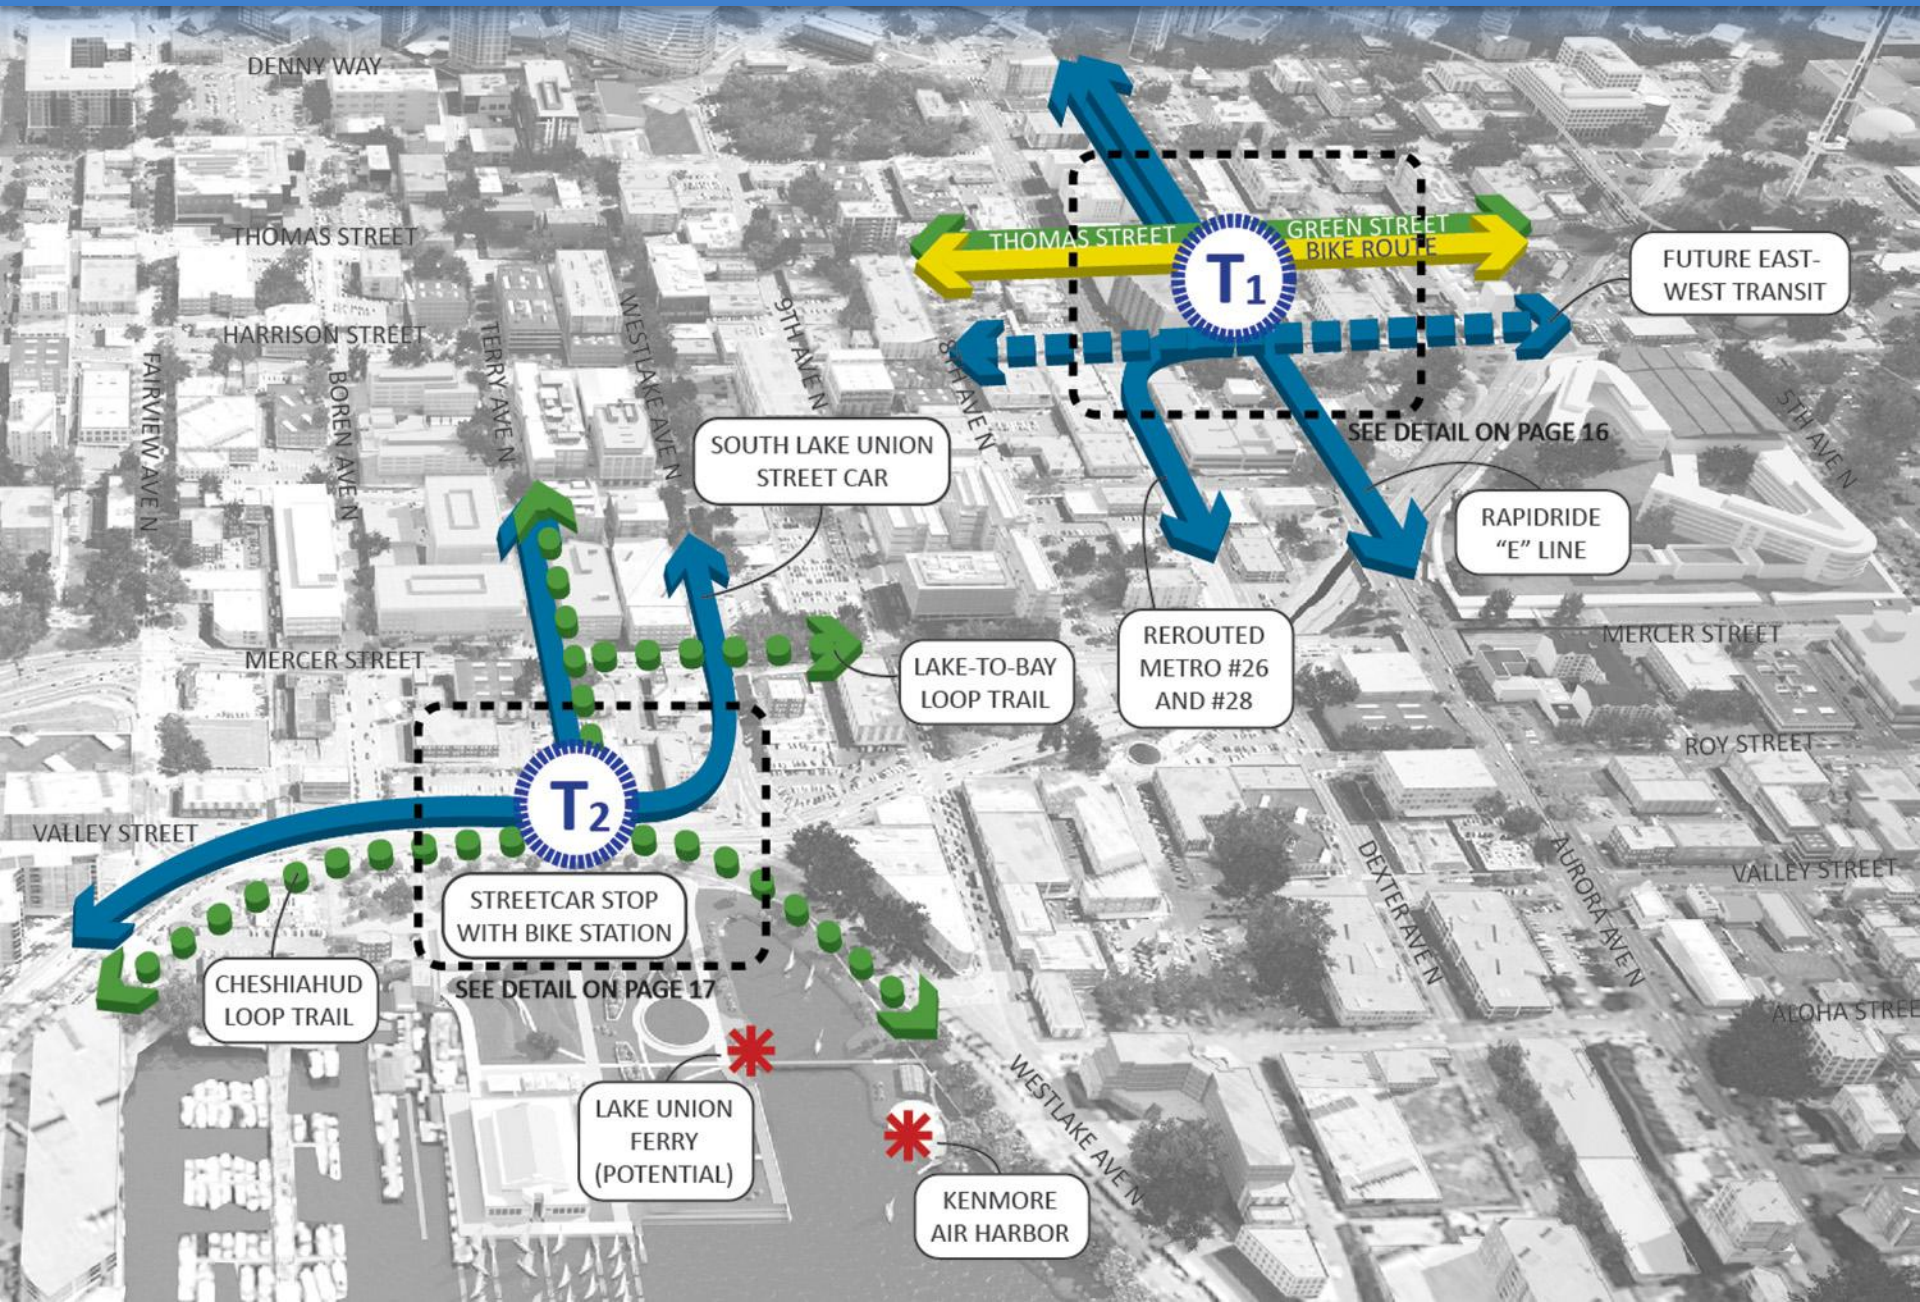 DENNY WAY
THOMAS STREET
THOMAS STREET
GREEN STREET
BIKE ROUTE
T1
FUTURE EAST-
WEST TRANSIT
HARRISON STREET
FAIRVIEW AVE N
BOREN AVE N
TERRY AVE N
WESTLAKE AVE N
9TH AVE N
8TH AVE N
5TH AVE N
SEE DETAIL ON PAGE 16
SOUTH LAKE UNION
STREET CAR
RAPIDRIDE
“E” LINE
MERCER STREET
LAKE-TO-BAY
LOOP TRAIL
REROUTED
METRO #26
AND #28
MERCER STREET
ROY STREET
T2
VALLEY STREET
VALLEY STREET
DEXTER AVE N
AURORA AVE N
STREETCAR STOP
WITH BIKE STATION
SEE DETAIL ON PAGE 17
CHESHIAHUD
LOOP TRAIL
ALOHA STREE
LAKE UNION
FERRY
(POTENTIAL)
WESTLAKE AVE N
KENMORE
AIR HARBOR